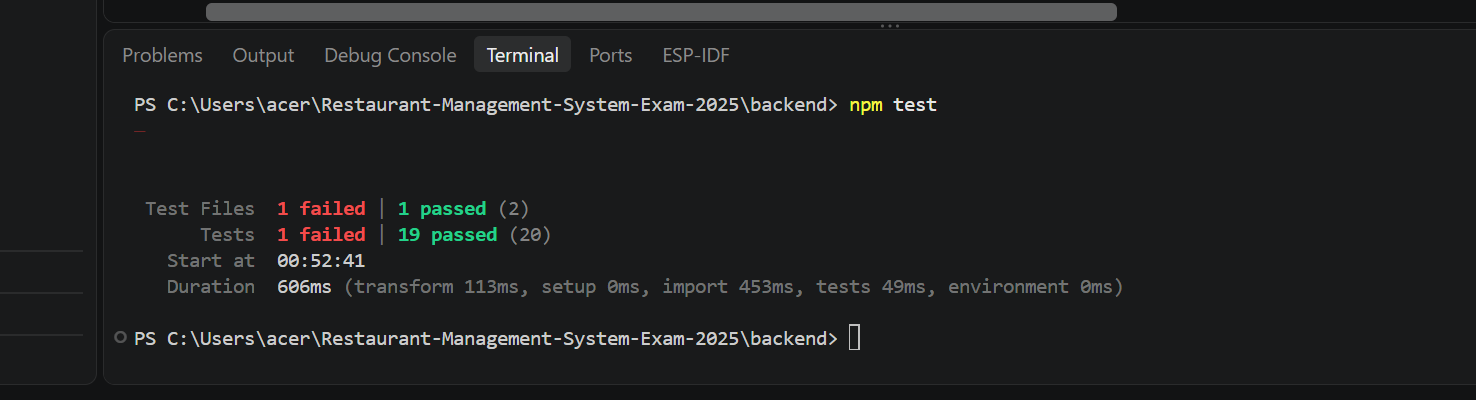 Problems Output Debug Console Terminal Ports ESP-IDF
PS C:\Users\acer\Restaurant-Management-System-Exam-2025\backend> npm test
Test Files 1 failed | 1 passed (2)
Tests 1 failed | 19 passed (20)
Start at 00:52:41
Duration 606ms (transform 113ms, setup 0ms, import 453ms, tests 49ms, environment 0ms)
PS C:\Users\acer\Restaurant-Management-System-Exam-2025\backend>